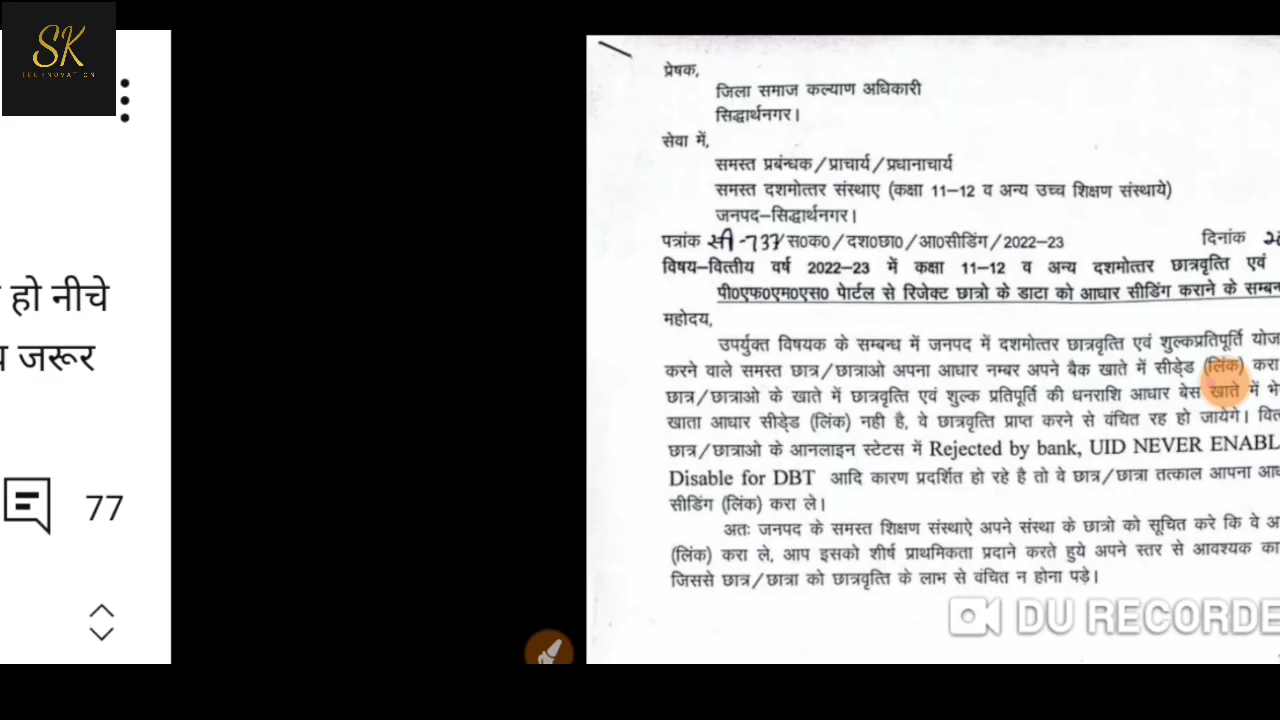 SK
TECHNOVATION
हो नीचे
जरूर
77
प्रेषक,
जिला समाज कल्याण अधिकारी
सिद्धार्थनगर।
सेवा में,
समस्त प्रबंन्धक/प्राचार्य/प्रधानाचार्य
समस्त दशमोत्तर संस्थाए (कक्षा 11-12 व अन्य उच्च शिक्षण संस्थाये)
जनपद-सिद्धार्थनगर।
पत्रांक सी-737/स0क0/दश0छा0/आ0सीडिंग/2022-23 दिनांक
विषय-वित्तीय वर्ष 2022-23 में कक्षा 11-12 व अन्य दशमोत्तर छात्रवृत्ति एवं
पी0एफ0एम0एस0 पोर्टल से रिजेक्ट छात्रो के डाटा को आधार सीडिंग कराने के
महोदय,
उपर्युक्त विषयक के सम्बन्ध में जनपद में दशमोत्तर छात्रवृत्ति एवं शुल्कप्रतिपूर्ति
करने वाले समस्त छात्र/छात्राओ अपना आधार नम्बर अपने बैक खाते में सीडे्ड (लिंक) करा
छात्र/छात्राओ के खाते में छात्रवृत्ति एवं शुल्क प्रतिपूर्ति की धनराशि आधार बेस खाते में
खाता आधार सीडे्ड (लिंक) नही है, वे छात्रवृत्ति प्राप्त करने से वंचित रह हो जायेगे।
छात्र/छात्राओ के आनलाइन स्टेटस में Rejected by bank, UID NEVER ENABL
Disable for DBT आदि कारण प्रदर्शित हो रहे है तो वे छात्र/छात्रा तत्काल आपना
सीडिंग (लिंक) करा ले।
अतः जनपद के समस्त शिक्षण संस्थाऐ अपने संस्था के छात्रो को सूचित करे कि वे
(लिंक) करा ले, आप इसको शीर्ष प्राथमिकता प्रदाने करते हुये अपने स्तर से आवश्यक
जिससे छात्र/छात्रा को छात्रवृत्ति के लाभ से वंचित न होना पड़े।
DU RECORDE